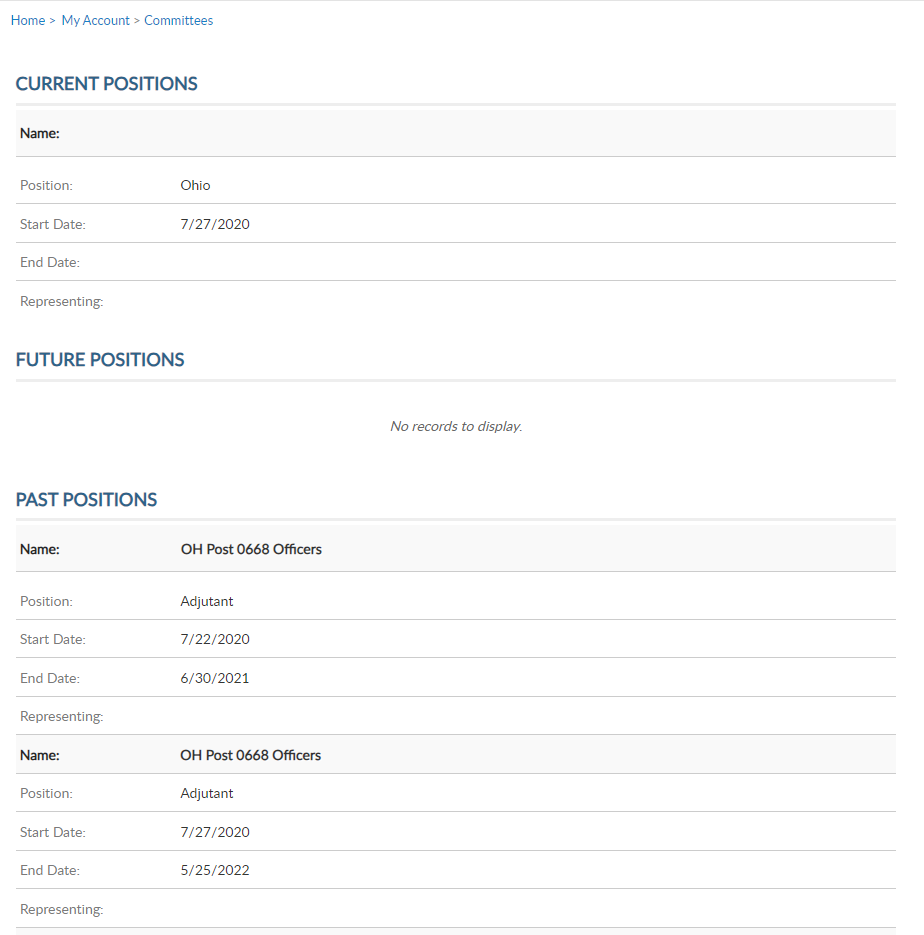 Home > My Account > Committees
CURRENT POSITIONS
Name:
Position: Ohio
Start Date: 7/27/2020
End Date:
Representing:
FUTURE POSITIONS
No records to display.
PAST POSITIONS
Name: OH Post 0668 Officers
Position: Adjutant
Start Date: 7/22/2020
End Date: 6/30/2021
Representing:
Name: OH Post 0668 Officers
Position: Adjutant
Start Date: 7/27/2020
End Date: 5/25/2022
Representing: